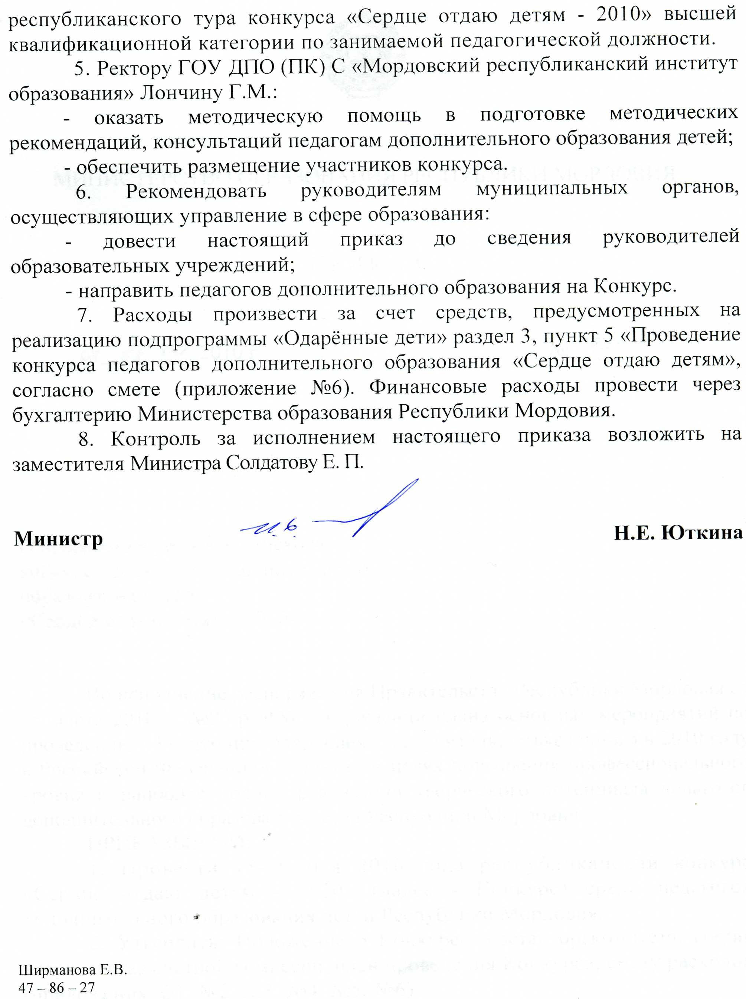 республиканского тура конкурса «Сердце отдаю детям - 2010» высшей
квалификационной категории по занимаемой педагогической должности.
5. Ректору ГОУ ДПО (ПК) С «Мордовский республиканский институт
образования» Лончину Г.М.:
- оказать методическую помощь в подготовке методических
рекомендаций, консультаций педагогам дополнительного образования детей;
- обеспечить размещение участников конкурса.
6. Рекомендовать руководителям муниципальных органов,
осуществляющих управление в сфере образования:
- довести настоящий приказ до сведения руководителей
образовательных учреждений;
- направить педагогов дополнительного образования на Конкурс.
7. Расходы произвести за счет средств, предусмотренных на
реализацию подпрограммы «Одарённые дети» раздел 3, пункт 5 «Проведение
конкурса педагогов дополнительного образования «Сердце отдаю детям»,
согласно смете (приложение №6). Финансовые расходы провести через
бухгалтерию Министерства образования Республики Мордовия.
8. Контроль за исполнением настоящего приказа возложить на
заместителя Министра Солдатову Е. П.
Министр Н.Е. Юткина
Ширманова Е.В.
47 – 86 – 27